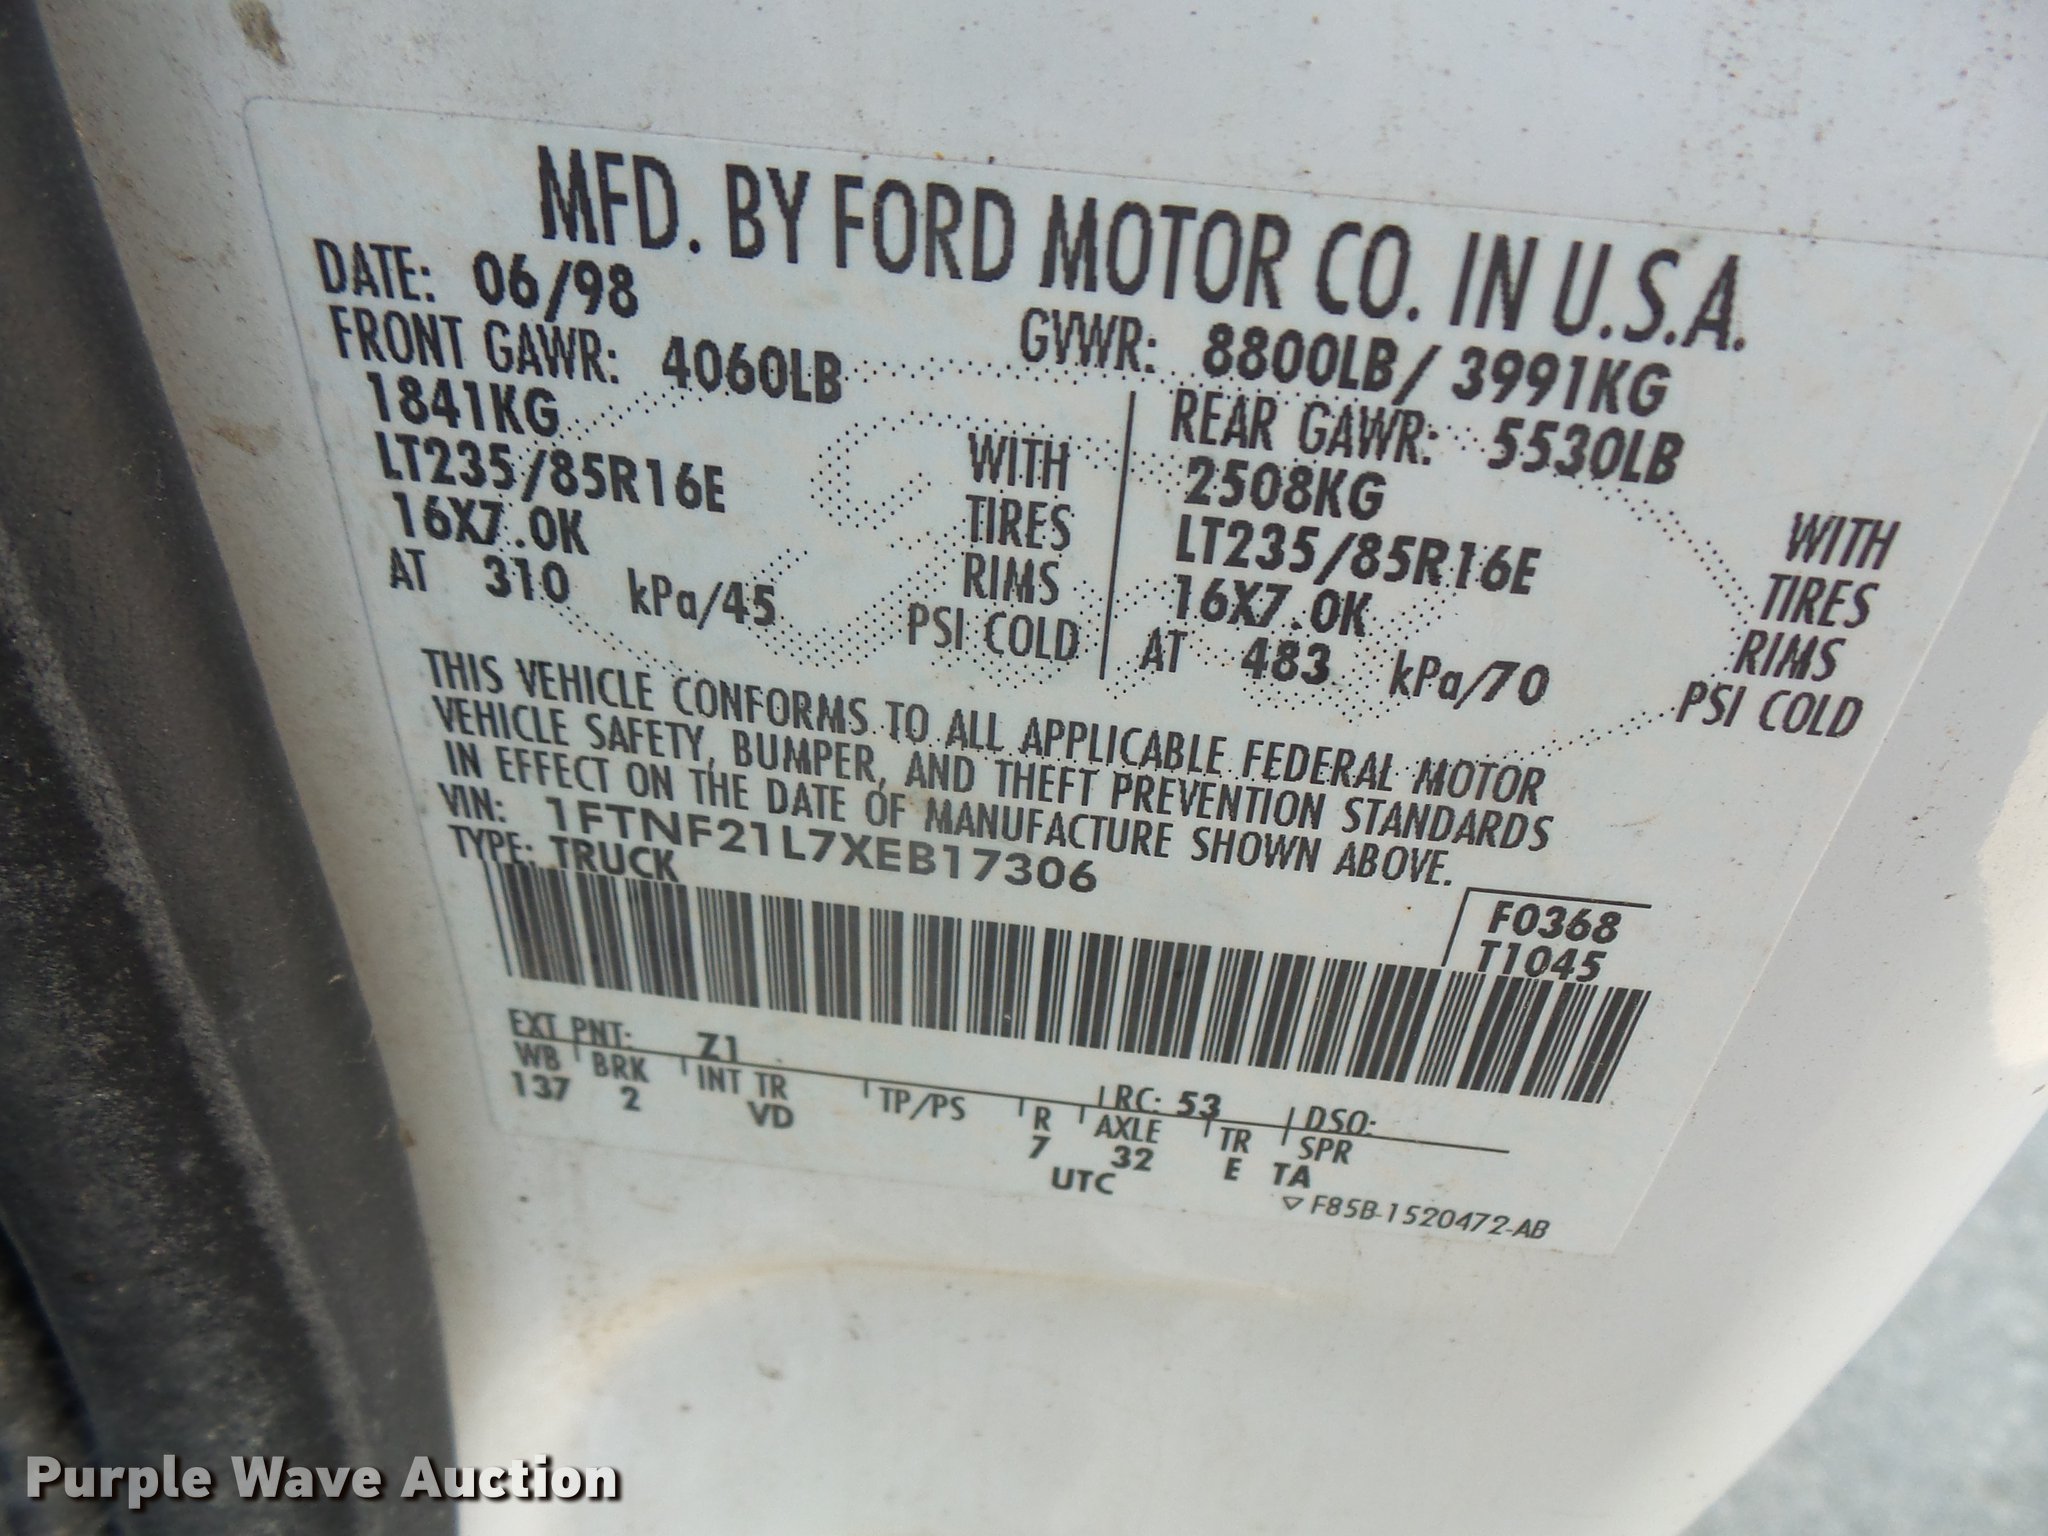 MFD. BY FORD MOTOR CO. IN U.S.A.
DATE: 06/98 GVWR: 8800LB/ 3991KG
FRONT GAWR: 4060LB REAR GAWR: 5530LB
1841KG WITH 2508KG WITH
LT235/85R16E TIRES LT235/85R16E TIRES
16X7.0K RIMS 16X7.0K RIMS
AT 310 kPa/45 PSI COLD AT 483 kPa/70 PSI COLD
THIS VEHICLE CONFORMS TO ALL APPLICABLE FEDERAL MOTOR
VEHICLE SAFETY, BUMPER, AND THEFT PREVENTION STANDARDS
IN EFFECT ON THE DATE OF MANUFACTURE SHOWN ABOVE.
VIN: 1FTNF21L7XEB17306
TYPE: TRUCK
F0368
T1045
EXT PNT: Z1 RC: 53 DSO:
WB BRK INT TR TP/PS R AXLE TR SPR
137 2 VD 7 32 E TA
UTC
▽ F85B-1520472-AB
Purple Wave Auction